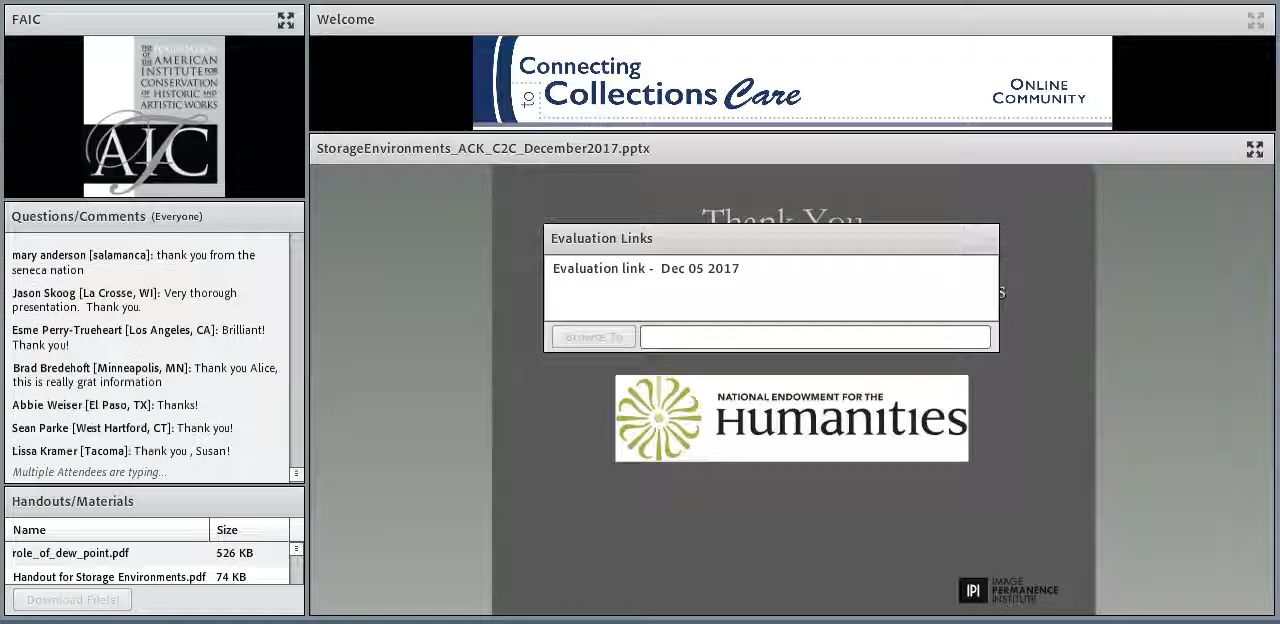 FAIC
THE FOUNDATION
OF THE AMERICAN
INSTITUTE FOR
CONSERVATION
OF HISTORIC AND
ARTISTIC WORKS
AIC
Questions/Comments (Everyone)
mary anderson [salamanca]: thank you from the
seneca nation
Jason Skoog [La Crosse, WI]: Very thorough
presentation. Thank you.
Esme Perry-Trueheart [Los Angeles, CA]: Brilliant!
Thank you!
Brad Bredehoft [Minneapolis, MN]: Thank you Alice,
this is really grat information
Abbie Weiser [El Paso, TX]: Thanks!
Sean Parke [West Hartford, CT]: Thank you!
Lissa Kramer [Tacoma]: Thank you , Susan!
Multiple Attendees are typing...
Handouts/Materials
Name Size
role_of_dew_point.pdf 526 KB
Handout for Storage Environments.pdf 74 KB
Download File(s)
Welcome
Connecting
to Collections Care
ONLINE
COMMUNITY
StorageEnvironments_ACK_C2C_December2017.pptx
Thank You
Evaluation Links
Evaluation link - Dec 05 2017
s
Browse To
NATIONAL ENDOWMENT FOR THE
Humanities
IPI
IMAGE
PERMANENCE
INSTITUTE